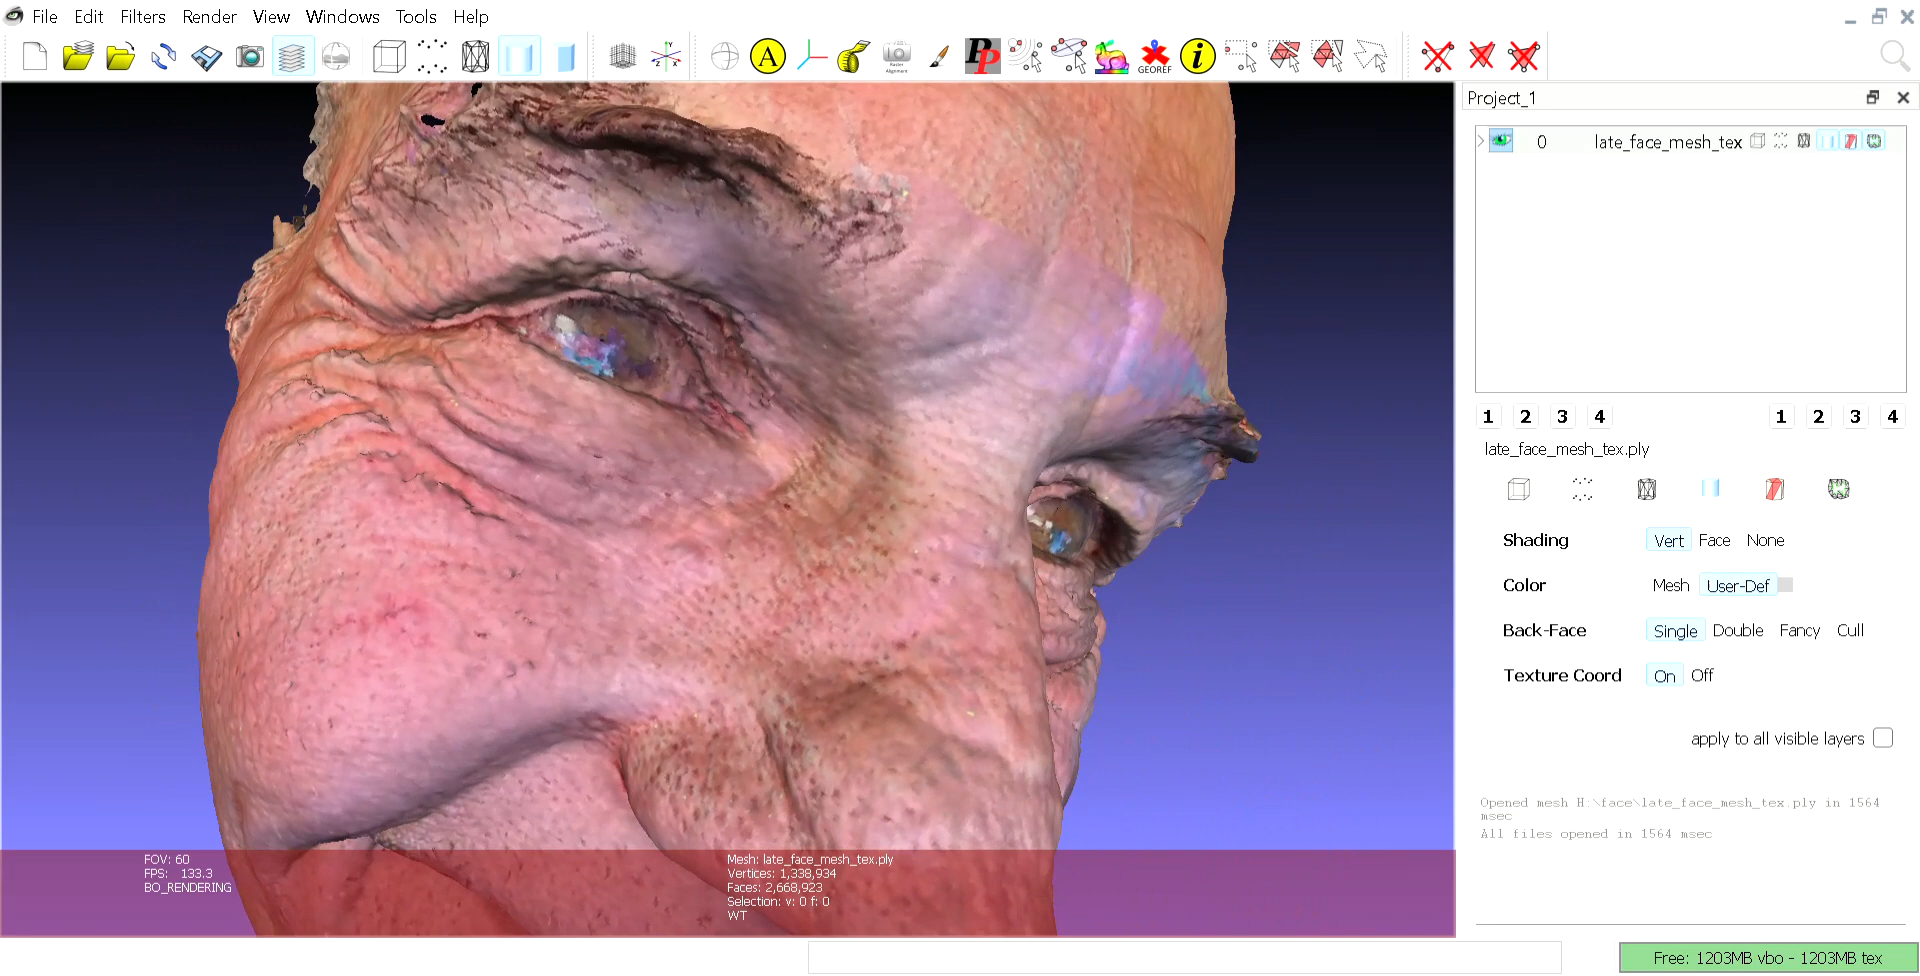 File Edit Filters Render View Windows Tools Help
A
PP
Raster Alignment
GEOREF
i
Project_1
0 late_face_mesh_tex
1 2 3 4 1 2 3 4
late_face_mesh_tex.ply
Shading Vert Face None
Color Mesh User-Def
Back-Face Single Double Fancy Cull
Texture Coord On Off
apply to all visible layers
Opened mesh H:\face\late_face_mesh_tex.ply in 1564
msec
All files opened in 1564 msec
FOV: 60
FPS: 133.3
BO_RENDERING
Mesh: late_face_mesh_tex.ply
Vertices: 1,338,934
Faces: 2,668,923
Selection: v: 0 f: 0
WT
Free: 1203MB vbo - 1203MB tex